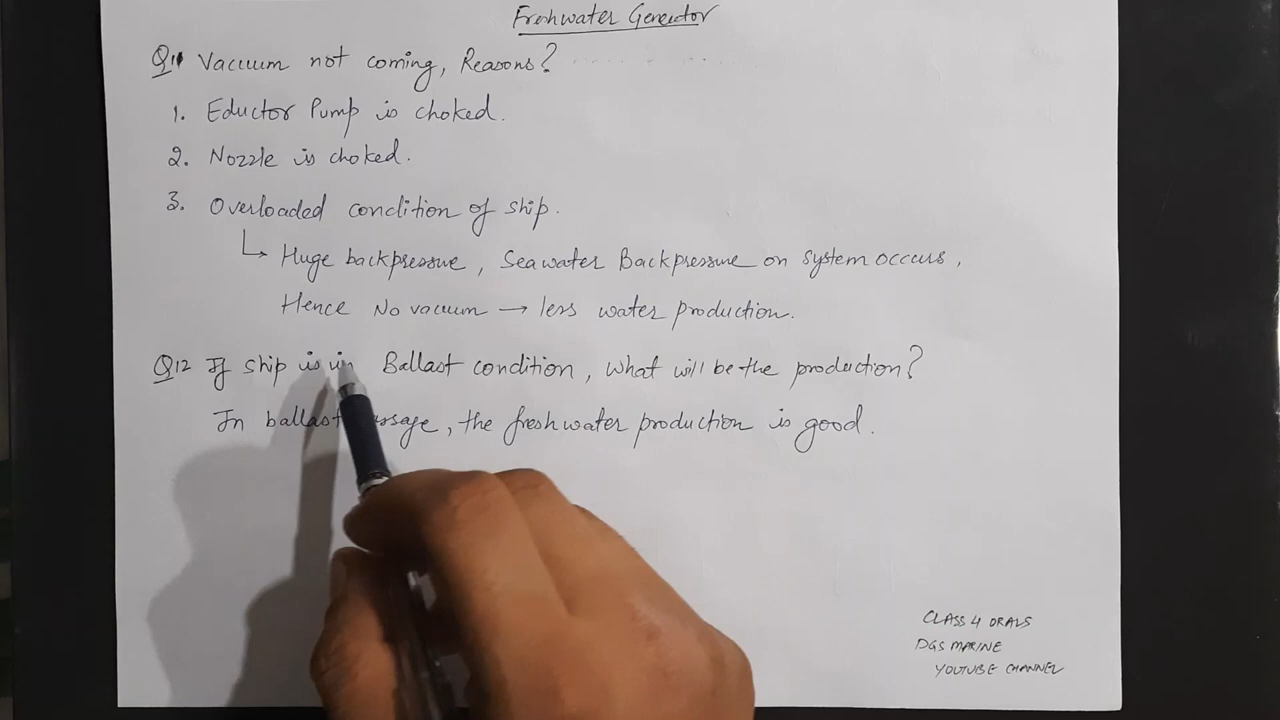 Freshwater Generator
Q11 Vacuum not coming, Reasons?
1. Eductor Pump is choked.
2. Nozzle is choked.
3. Overloaded condition of ship.
↳ Huge backpressure, Seawater Backpressure on system occurs,
Hence No vacuum → less water production.
Q12 If ship is in Ballast condition, what will be the production?
In ballast the freshwater production is good.
CLASS 4 ORALS
DGS MARINE
YOUTUBE CHANNEL